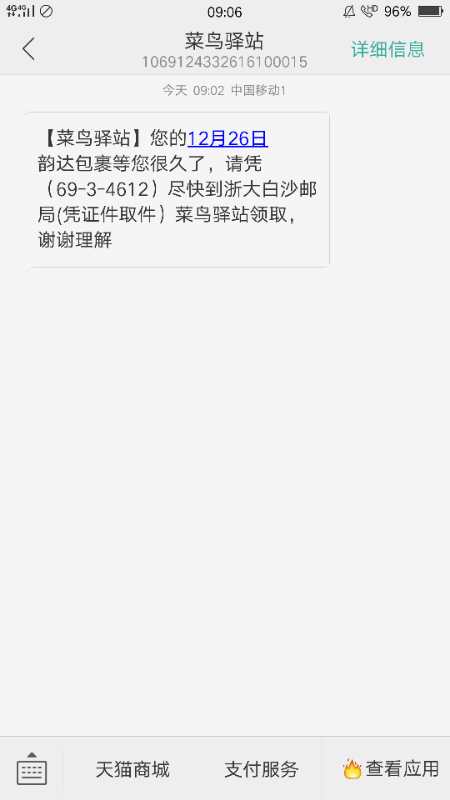 4G 4G 09:06 HD 96%
菜鸟驿站
1069124332616100015
详细信息
今天 09:02 中国移动1
【菜鸟驿站】您的12月26日
韵达包裹等您很久了，请凭
（69-3-4612）尽快到浙大白沙邮
局(凭证件取件）菜鸟驿站领取，
谢谢理解
天猫商城 支付服务 查看应用